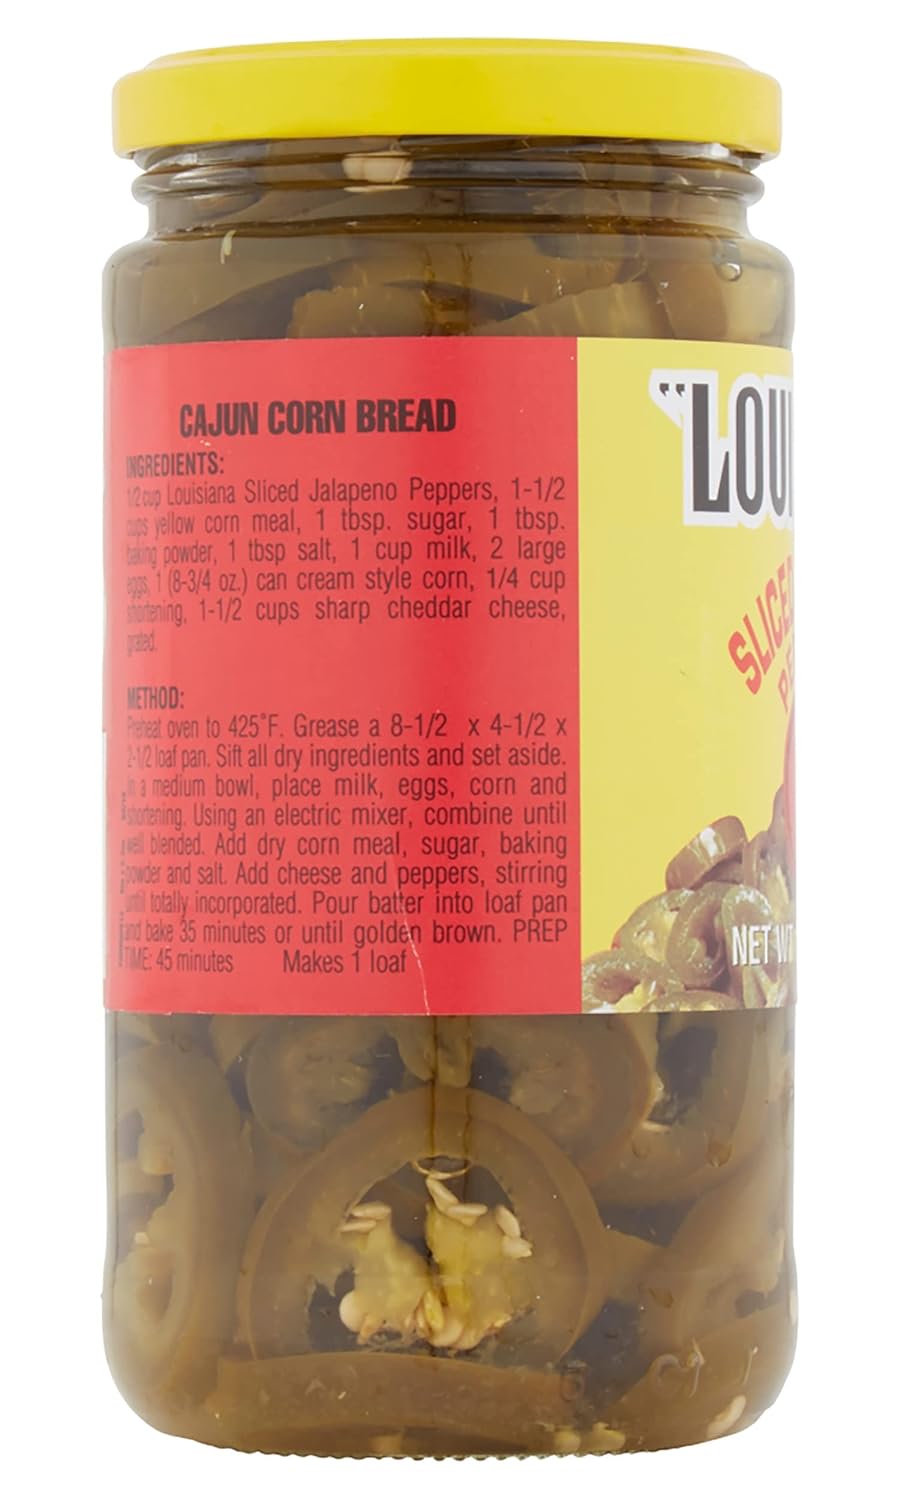 CAJUN CORN BREAD
INGREDIENTS:
1/2 cup Louisiana Sliced Jalapeno Peppers, 1-1/2
cups yellow corn meal, 1 tbsp. sugar, 1 tbsp.
baking powder, 1 tbsp salt, 1 cup milk, 2 large
eggs, 1 (8-3/4 oz.) can cream style corn, 1/4 cup
shortening, 1-1/2 cups sharp cheddar cheese,
grated.
METHOD:
Preheat oven to 425°F. Grease a 8-1/2 x 4-1/2 x
2-1/2 loaf pan. Sift all dry ingredients and set aside.
In a medium bowl, place milk, eggs, corn and
shortening. Using an electric mixer, combine until
well blended. Add dry corn meal, sugar, baking
powder and salt. Add cheese and peppers, stirring
until totally incorporated. Pour batter into loaf pan
and bake 35 minutes or until golden brown. PREP
TIME: 45 minutes Makes 1 loaf
"LOU
SLICED
PE
NET WT